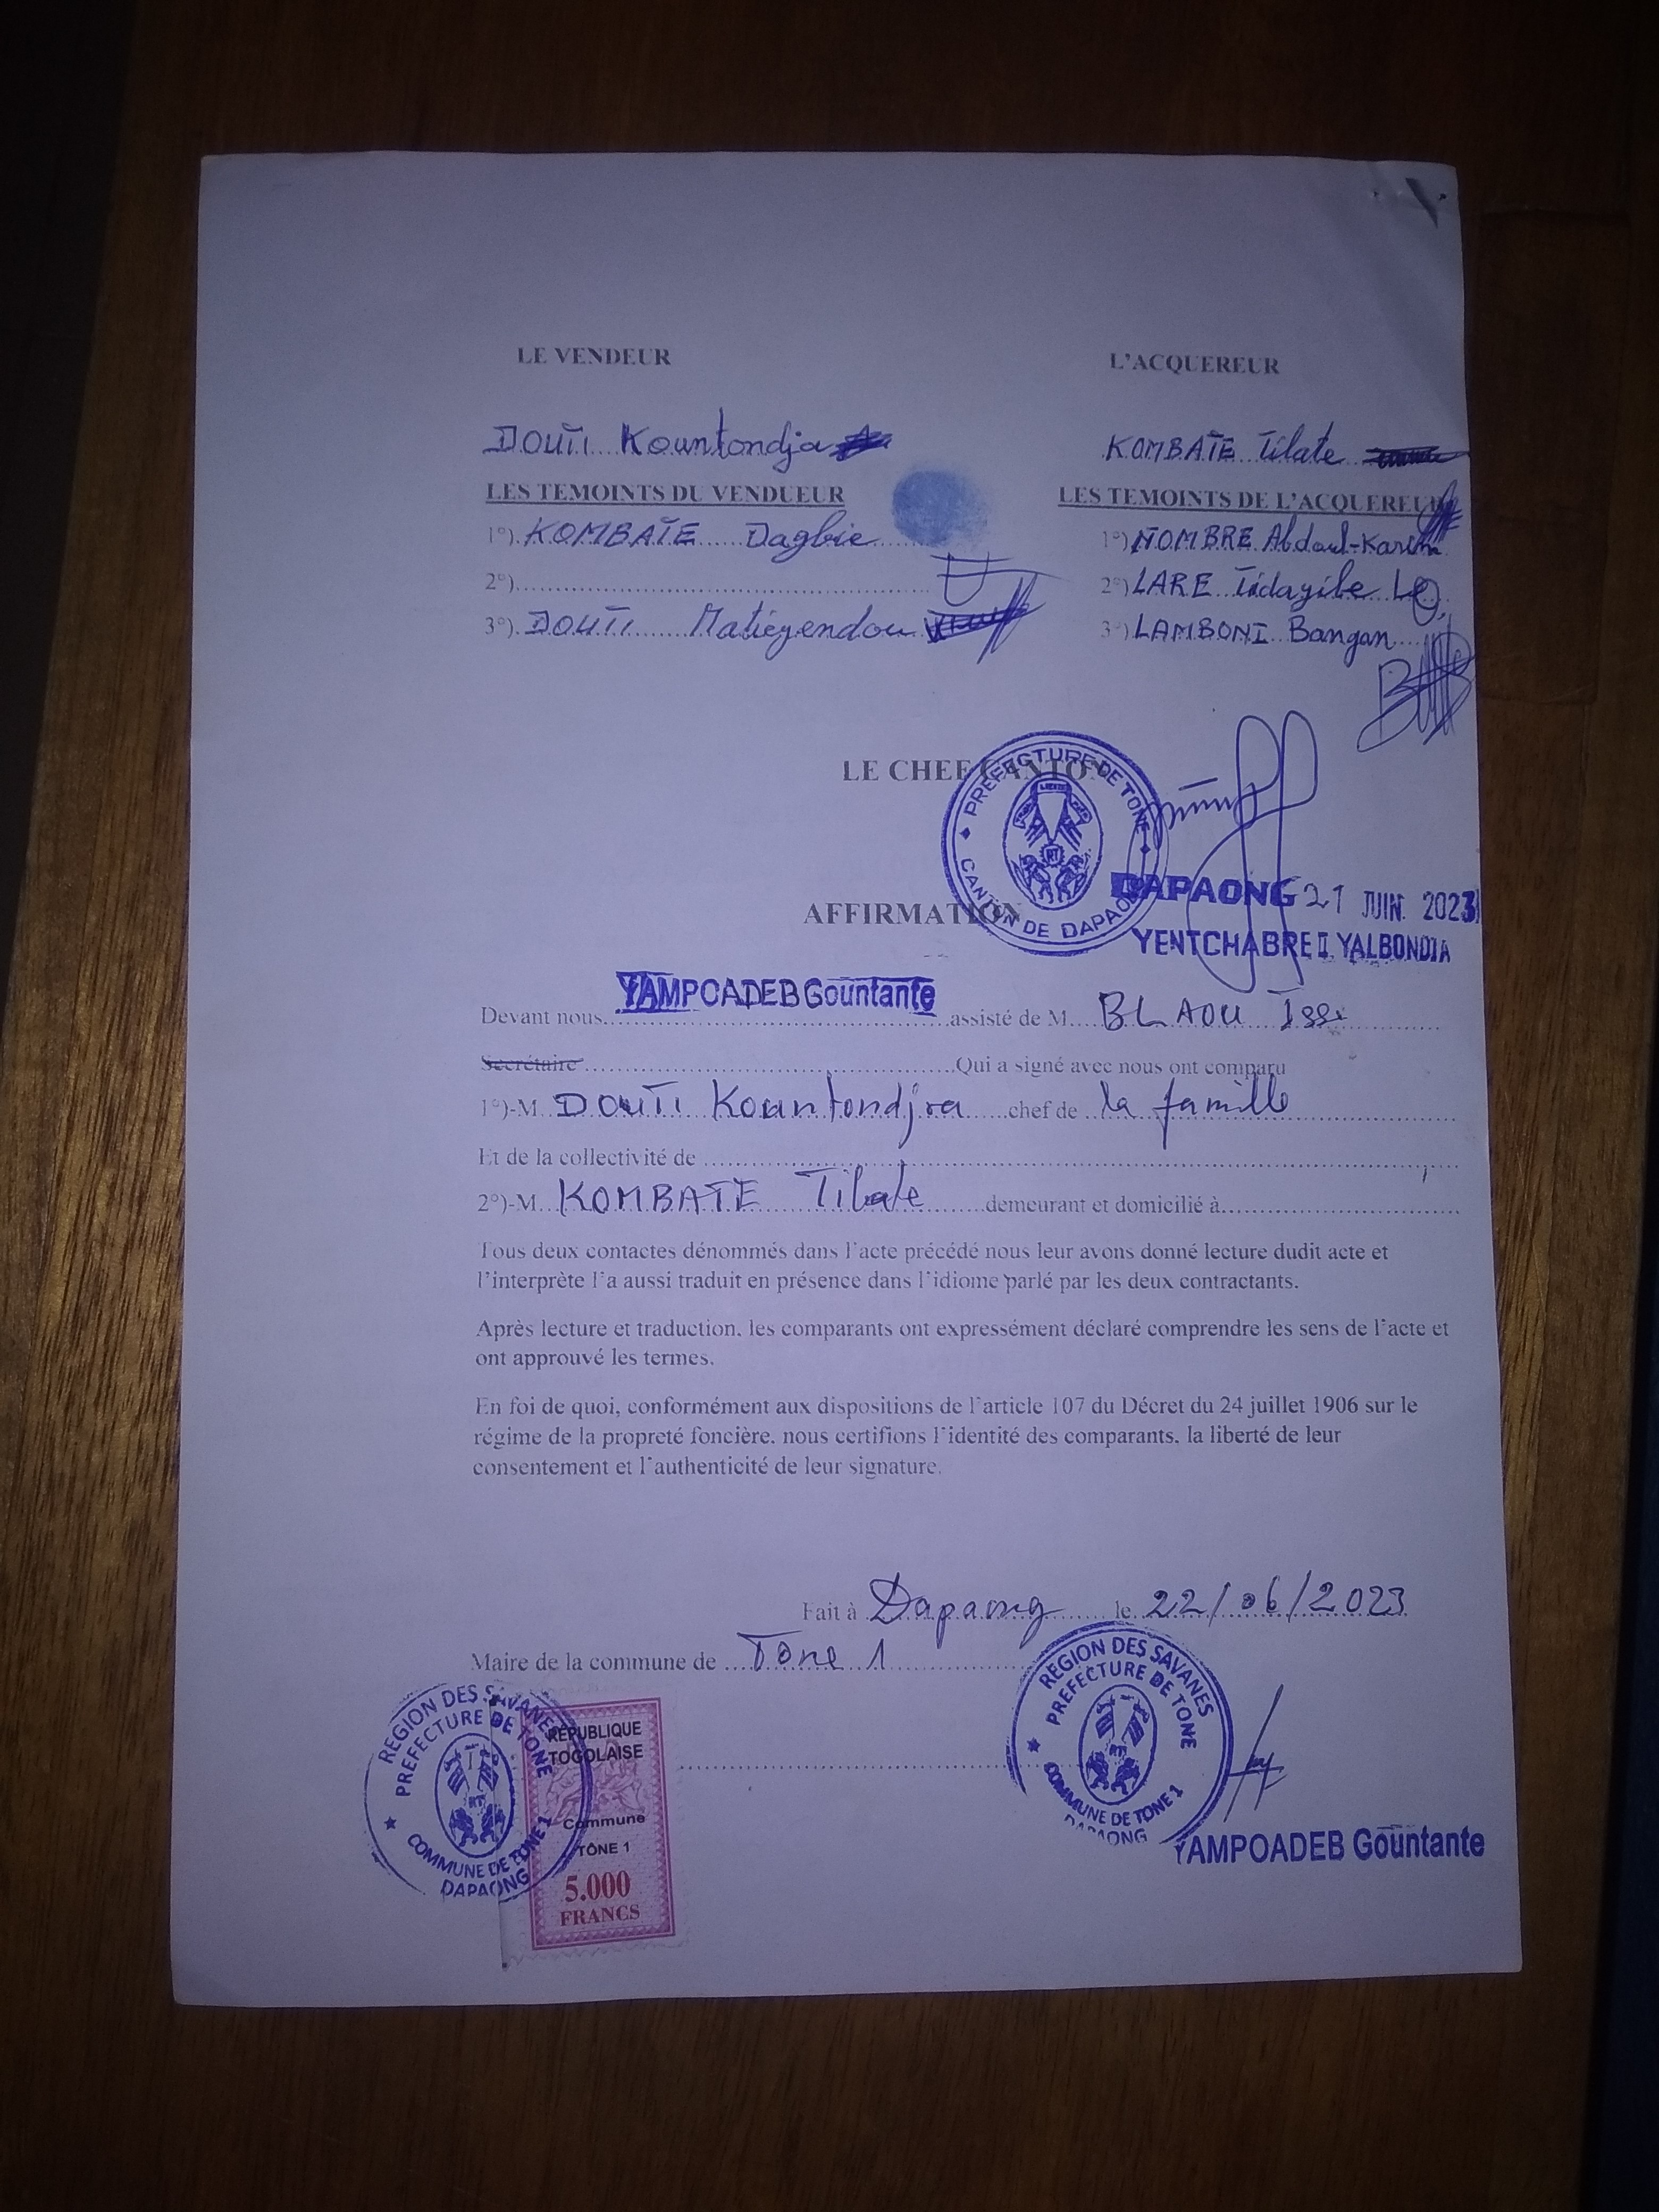 LE VENDEUR
L'ACQUEREUR
DOUTI Kountondja
KOMBATE Tilate
LES TEMOINTS DU VENDUEUR
LES TEMOINTS DE L'ACQUEREUR
1°) KOMBATE Dagbie
1°) NOMBRE Abdoul-Karim
2°)
2°) LARE Tidayibe
3°) DOUTI Matiéyendou
3°) LAMBONI Bangan
LE CHEF CANTON
PREFECTURE DE TONE
CANTON DE DAPAONG
RT
DAPAONG 21 JUIN 2023
AFFIRMATION
YENTCHABRE I. YALBONDJA
YAMPOADEB Gountante
Devant nous assisté de M. BLAOU Isse
Secrétaire Qui a signé avec nous ont comparu
1°)-M. DOUTI Kountondjoa chef de la famille
Et de la collectivité de
2°)-M. KOMBATE Tilate demeurant et domicilié à
Tous deux contactes dénommés dans l'acte précédé nous leur avons donné lecture dudit acte et
l'interprète l'a aussi traduit en présence dans l'idiome parlé par les deux contractants.
Après lecture et traduction, les comparants ont expressément déclaré comprendre les sens de l'acte et
ont approuvé les termes.
En foi de quoi, conformément aux dispositions de l'article 107 du Décret du 24 juillet 1906 sur le
régime de la propreté foncière, nous certifions l'identité des comparants, la liberté de leur
consentement et l'authenticité de leur signature.
Fait à Dapaong le 22/06/2023
Maire de la commune de Tône 1
REGION DES SAVANES
PREFECTURE DE TONE
RT
COMMUNE DE TONE 1
DAPAONG
RÉPUBLIQUE
TOGOLAISE
Commune
TÔNE 1
5.000
FRANCS
REGION DES SAVANES
PREFECTURE DE TONE
RT
COMMUNE DE TONE 1
DAPAONG
YAMPOADEB Gountante